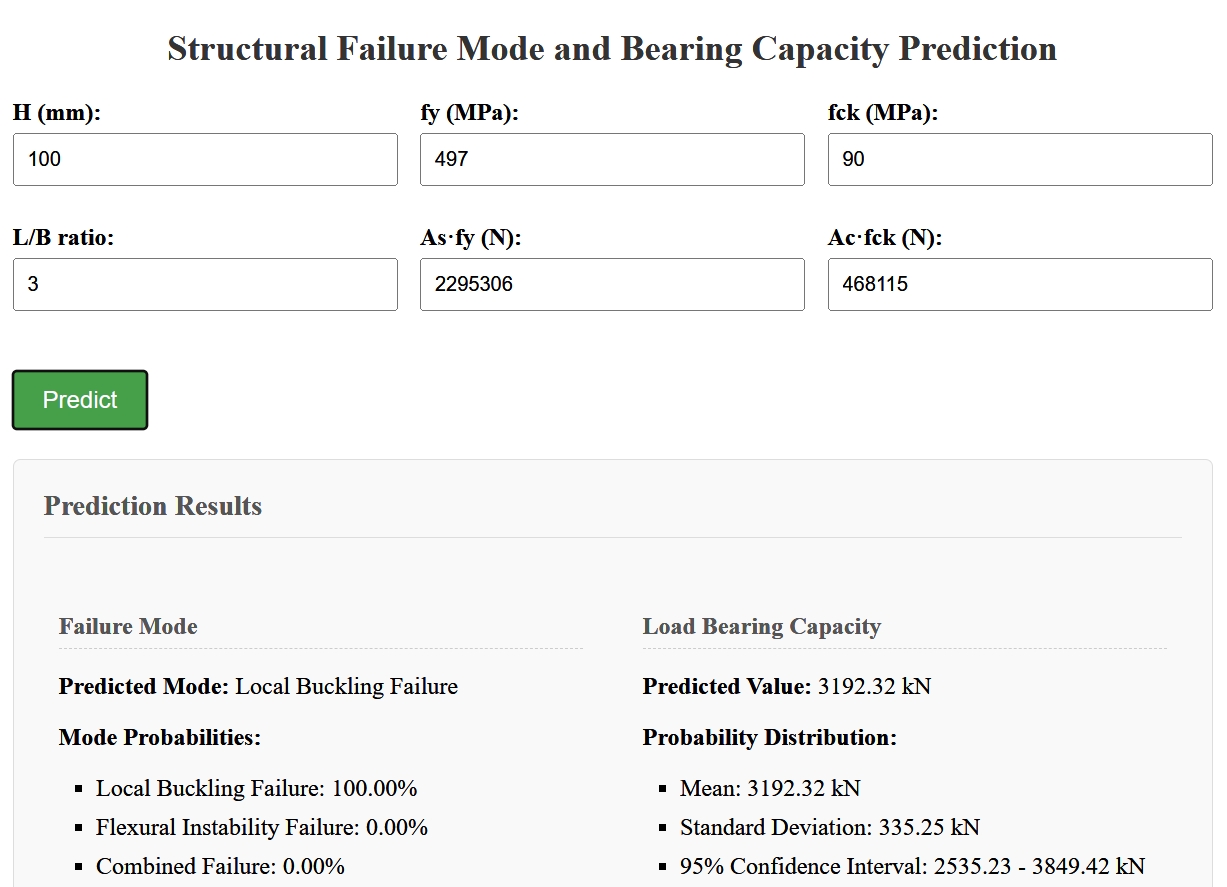 Structural Failure Mode and Bearing Capacity Prediction
H (mm): fy (MPa): fck (MPa):
100 497 90
L/B ratio: As·fy (N): Ac·fck (N):
3 2295306 468115
Predict
Prediction Results
Failure Mode
Predicted Mode: Local Buckling Failure
Mode Probabilities:
▪ Local Buckling Failure: 100.00%
▪ Flexural Instability Failure: 0.00%
▪ Combined Failure: 0.00%
Load Bearing Capacity
Predicted Value: 3192.32 kN
Probability Distribution:
▪ Mean: 3192.32 kN
▪ Standard Deviation: 335.25 kN
▪ 95% Confidence Interval: 2535.23 - 3849.42 kN